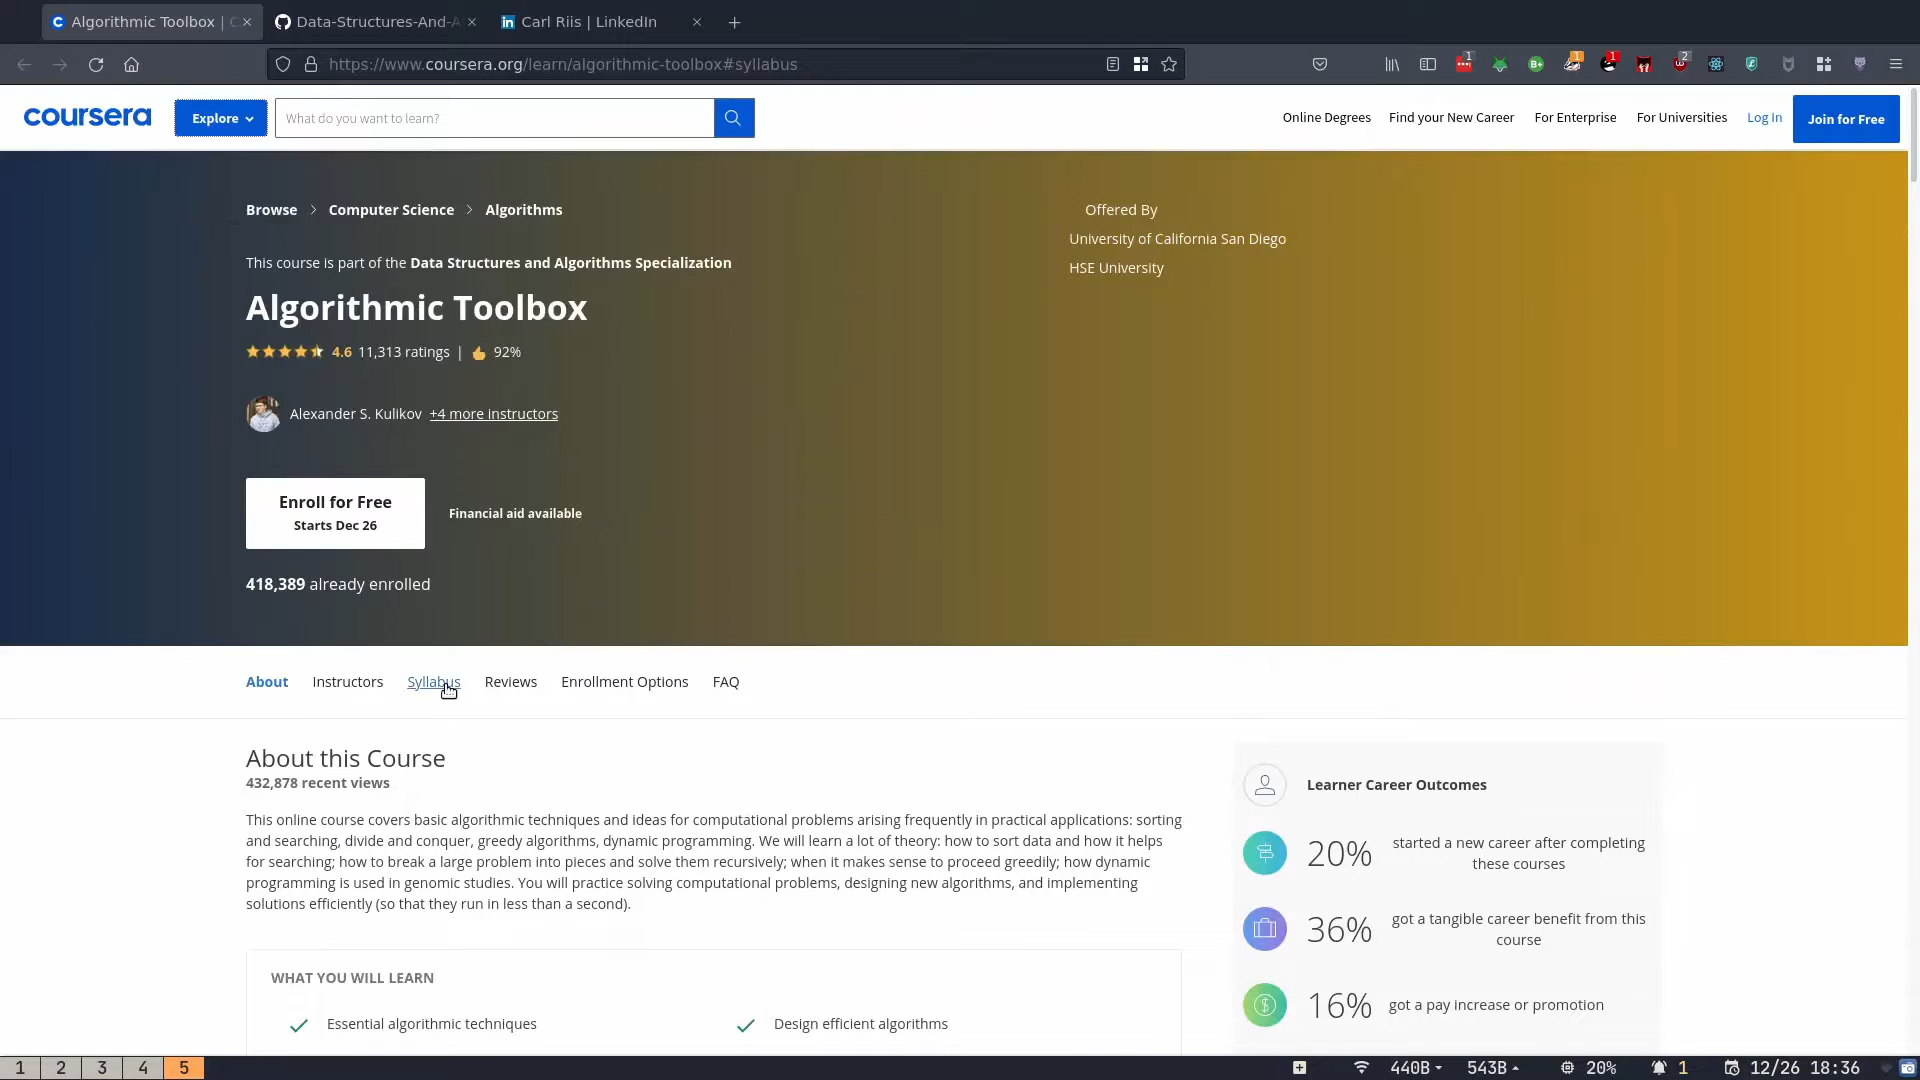 Algorithmic Toolbox | C
Data-Structures-And-A
Carl Riis | LinkedIn
https://www.coursera.org/learn/algorithmic-toolbox#syllabus
1
1
1
2
coursera
Explore
What do you want to learn?
Online Degrees
Find your New Career
For Enterprise
For Universities
Log In
Join for Free
Browse > Computer Science > Algorithms
Offered By
University of California San Diego
HSE University
This course is part of the Data Structures and Algorithms Specialization
Algorithmic Toolbox
4.6 11,313 ratings | 92%
Alexander S. Kulikov +4 more instructors
Enroll for Free
Starts Dec 26
Financial aid available
418,389 already enrolled
About Instructors Syllabus Reviews Enrollment Options FAQ
About this Course
432,878 recent views
This online course covers basic algorithmic techniques and ideas for computational problems arising frequently in practical applications: sorting
and searching, divide and conquer, greedy algorithms, dynamic programming. We will learn a lot of theory: how to sort data and how it helps
for searching; how to break a large problem into pieces and solve them recursively; when it makes sense to proceed greedily; how dynamic
programming is used in genomic studies. You will practice solving computational problems, designing new algorithms, and implementing
solutions efficiently (so that they run in less than a second).
WHAT YOU WILL LEARN
Essential algorithmic techniques
Design efficient algorithms
Learner Career Outcomes
20%
started a new career after completing
these courses
36%
got a tangible career benefit from this
course
16%
got a pay increase or promotion
1 2 3 4 5
440B 543B 20% 1 12/26 18:36